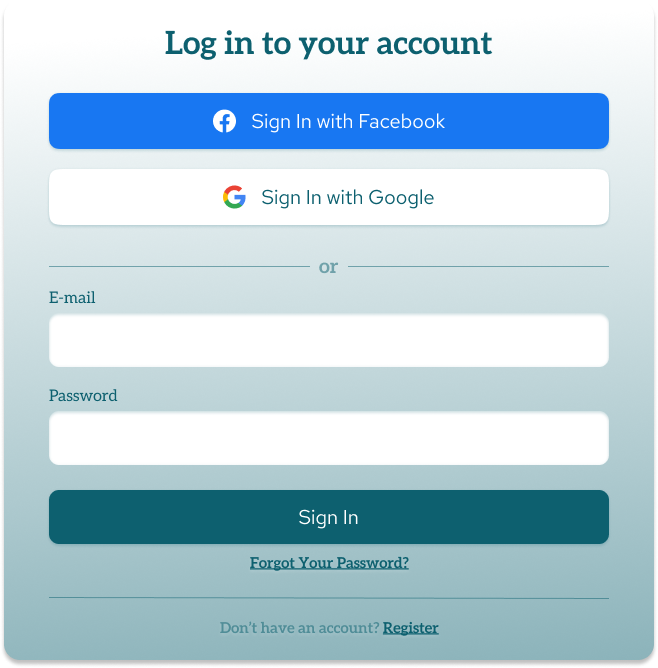 Log in to your account
Sign In with Facebook
Sign In with Google
or
E-mail
Password
Sign In
Forgot Your Password?
Don't have an account? Register